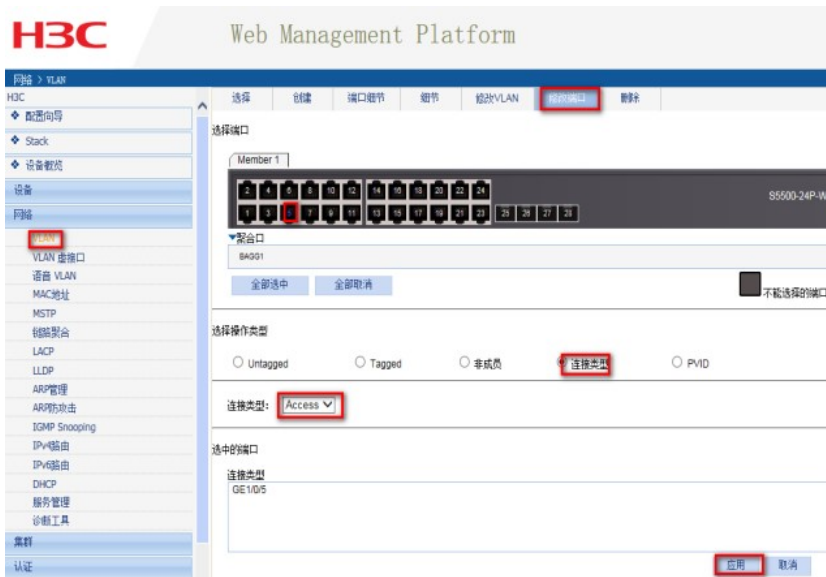 H3C
Web Management Platform
网络 > VLAN
H3C
配置向导
Stack
设备概览
设备
网络
VLAN
VLAN 虚接口
语音 VLAN
MAC地址
MSTP
链路聚合
LACP
LLDP
ARP管理
ARP防攻击
IGMP Snooping
IPv4路由
IPv6路由
DHCP
服务管理
诊断工具
集群
认证
选择 创建 端口细节 细节 修改VLAN 修改端口 删除
选择端口
Member 1
2 4 6 8 10 12 14 16 18 20 22 24
S5500-24P-W
1 3 5 7 9 11 13 15 17 19 21 23 25 26 27 28
聚合口
BAGG1
全部选中 全部取消
不能选择的端口
选择操作类型
Untagged Tagged 非成员 连接类型 PVID
连接类型: Access
选中的端口
连接类型
GE1/0/5
应用 取消